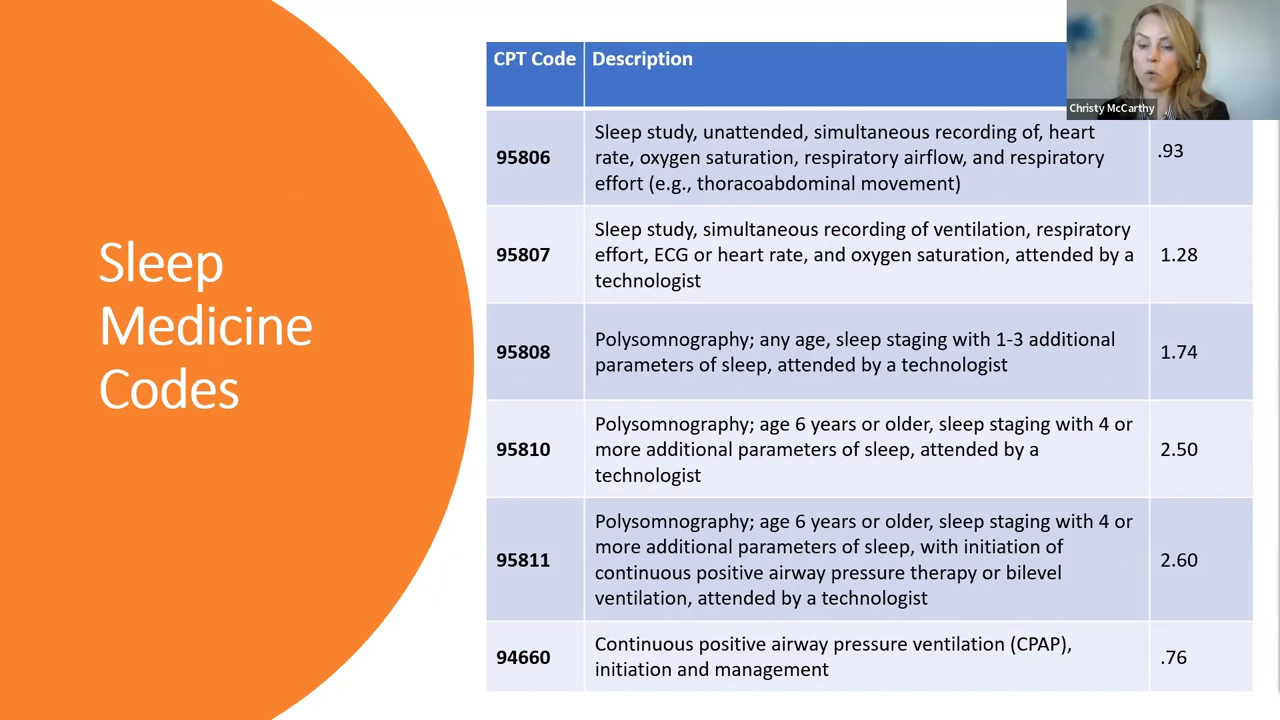 Sleep
Medicine
Codes
CPT Code
Description
95806
Sleep study, unattended, simultaneous recording of, heart
rate, oxygen saturation, respiratory airflow, and respiratory
effort (e.g., thoracoabdominal movement)
.93
95807
Sleep study, simultaneous recording of ventilation, respiratory
effort, ECG or heart rate, and oxygen saturation, attended by a
technologist
1.28
95808
Polysomnography; any age, sleep staging with 1-3 additional
parameters of sleep, attended by a technologist
1.74
95810
Polysomnography; age 6 years or older, sleep staging with 4 or
more additional parameters of sleep, attended by a
technologist
2.50
95811
Polysomnography; age 6 years or older, sleep staging with 4 or
more additional parameters of sleep, with initiation of
continuous positive airway pressure therapy or bilevel
ventilation, attended by a technologist
2.60
94660
Continuous positive airway pressure ventilation (CPAP),
initiation and management
.76
Christy McCarthy